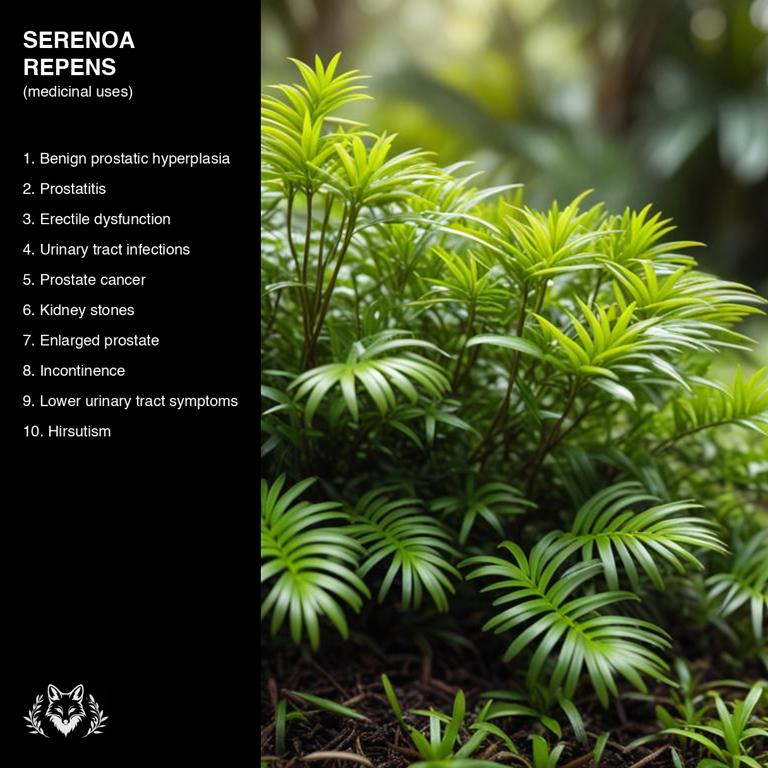 SERENOA
REPENS
(medicinal uses)
1. Benign prostatic hyperplasia
2. Prostatitis
3. Erectile dysfunction
4. Urinary tract infections
5. Prostate cancer
6. Kidney stones
7. Enlarged prostate
8. Incontinence
9. Lower urinary tract symptoms
10. Hirsutism